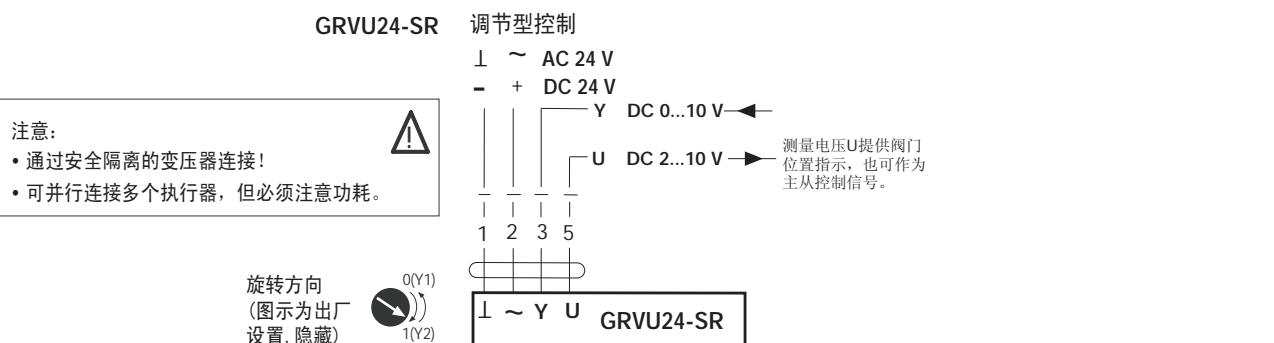 GRVU24-SR 调节型控制
⊥ ~ AC 24 V
- + DC 24 V
Y DC 0...10 V
注意：
• 通过安全隔离的变压器连接！
• 可并行连接多个执行器，但必须注意功耗。
U DC 2...10 V
测量电压U提供阀门
位置指示，也可作为
主从控制信号。
1 2 3 5
旋转方向
(图示为出厂
设置,隐藏)
0(Y1)
1(Y2)
⊥ ~ Y U
GRVU24-SR